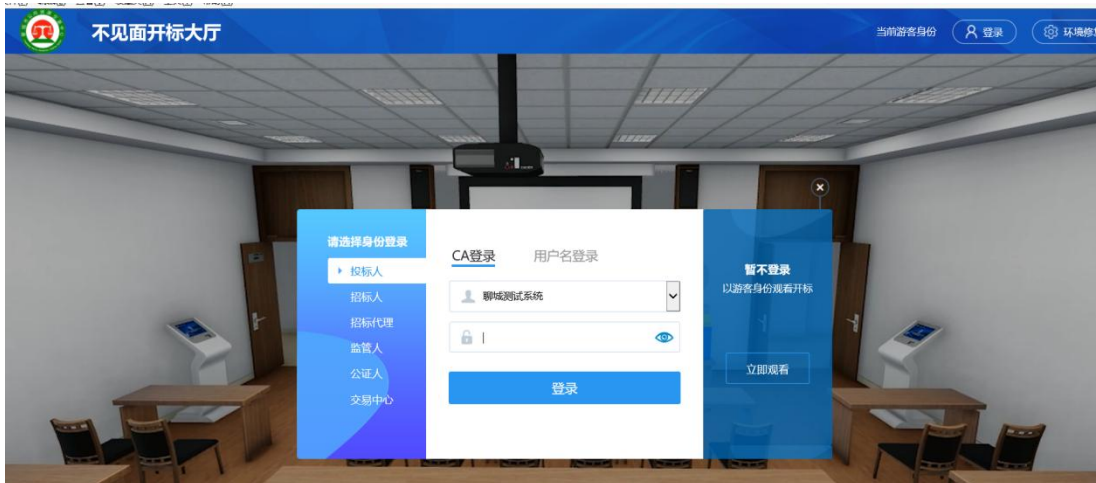 不见面开标大厅
当前游客身份
登录
环境修
请选择身份登录
投标人
招标人
招标代理
监管人
公证人
交易中心
CA登录
用户名登录
聊城测试系统
登录
暂不登录
以游客身份观看开标
立即观看